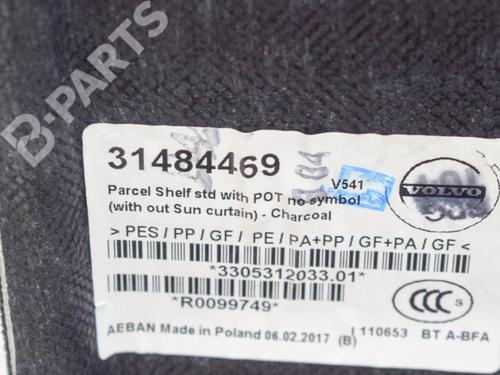 B-PARTS
31484469
V541
Parcel Shelf std with POT no symbol
(with out Sun curtain) - Charcoal
VOLVO
> PES / PP / GF / PE / PA+PP / GF+PA / GF <
*3305312033.01*
*R0099749*
CCC
S
AEBAN Made in Poland 06.02.2017 (B)
I 110653 BT A-BFA